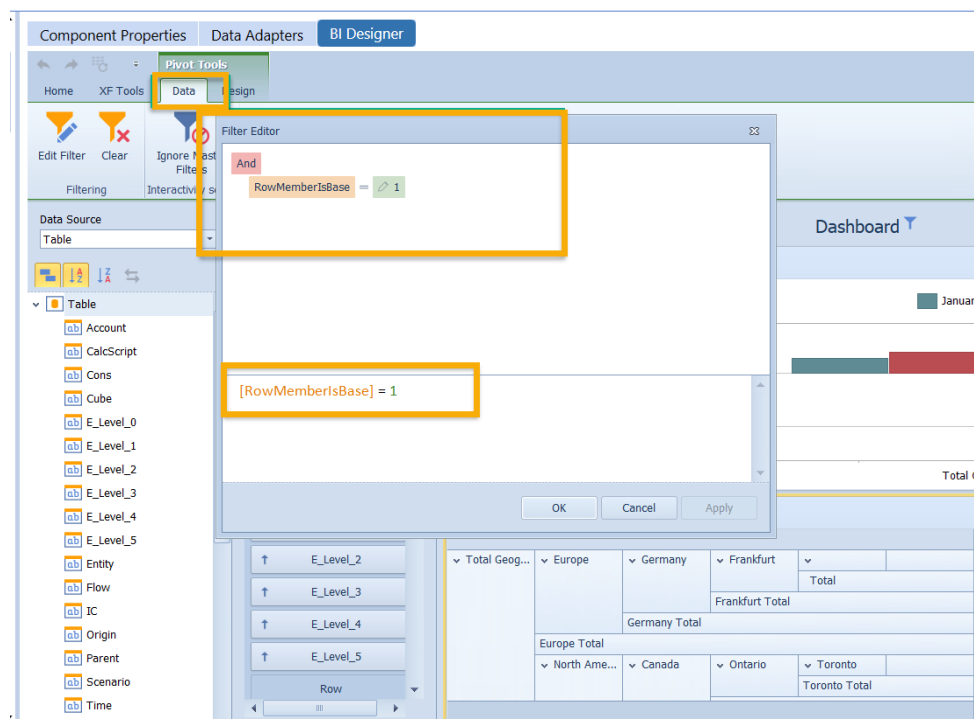 Component Properties Data Adapters BI Designer
Pivot Tools
Home XF Tools Data Design
Edit Filter Clear Ignore Mast
Filters
Filtering Interactivity s
Filter Editor
And
RowMemberIsBase = 1
[RowMemberIsBase] = 1
OK Cancel Apply
Data Source
Table
Table
Account
CalcScript
Cons
Cube
E_Level_0
E_Level_1
E_Level_2
E_Level_3
E_Level_4
E_Level_5
Entity
Flow
IC
Origin
Parent
Scenario
Time
Dashboard
Januar
Total
E_Level_2
E_Level_3
E_Level_4
E_Level_5
Row
Total Geog... Europe Germany Frankfurt
Total
Frankfurt Total
Germany Total
Europe Total
North Ame... Canada Ontario Toronto
Toronto Total